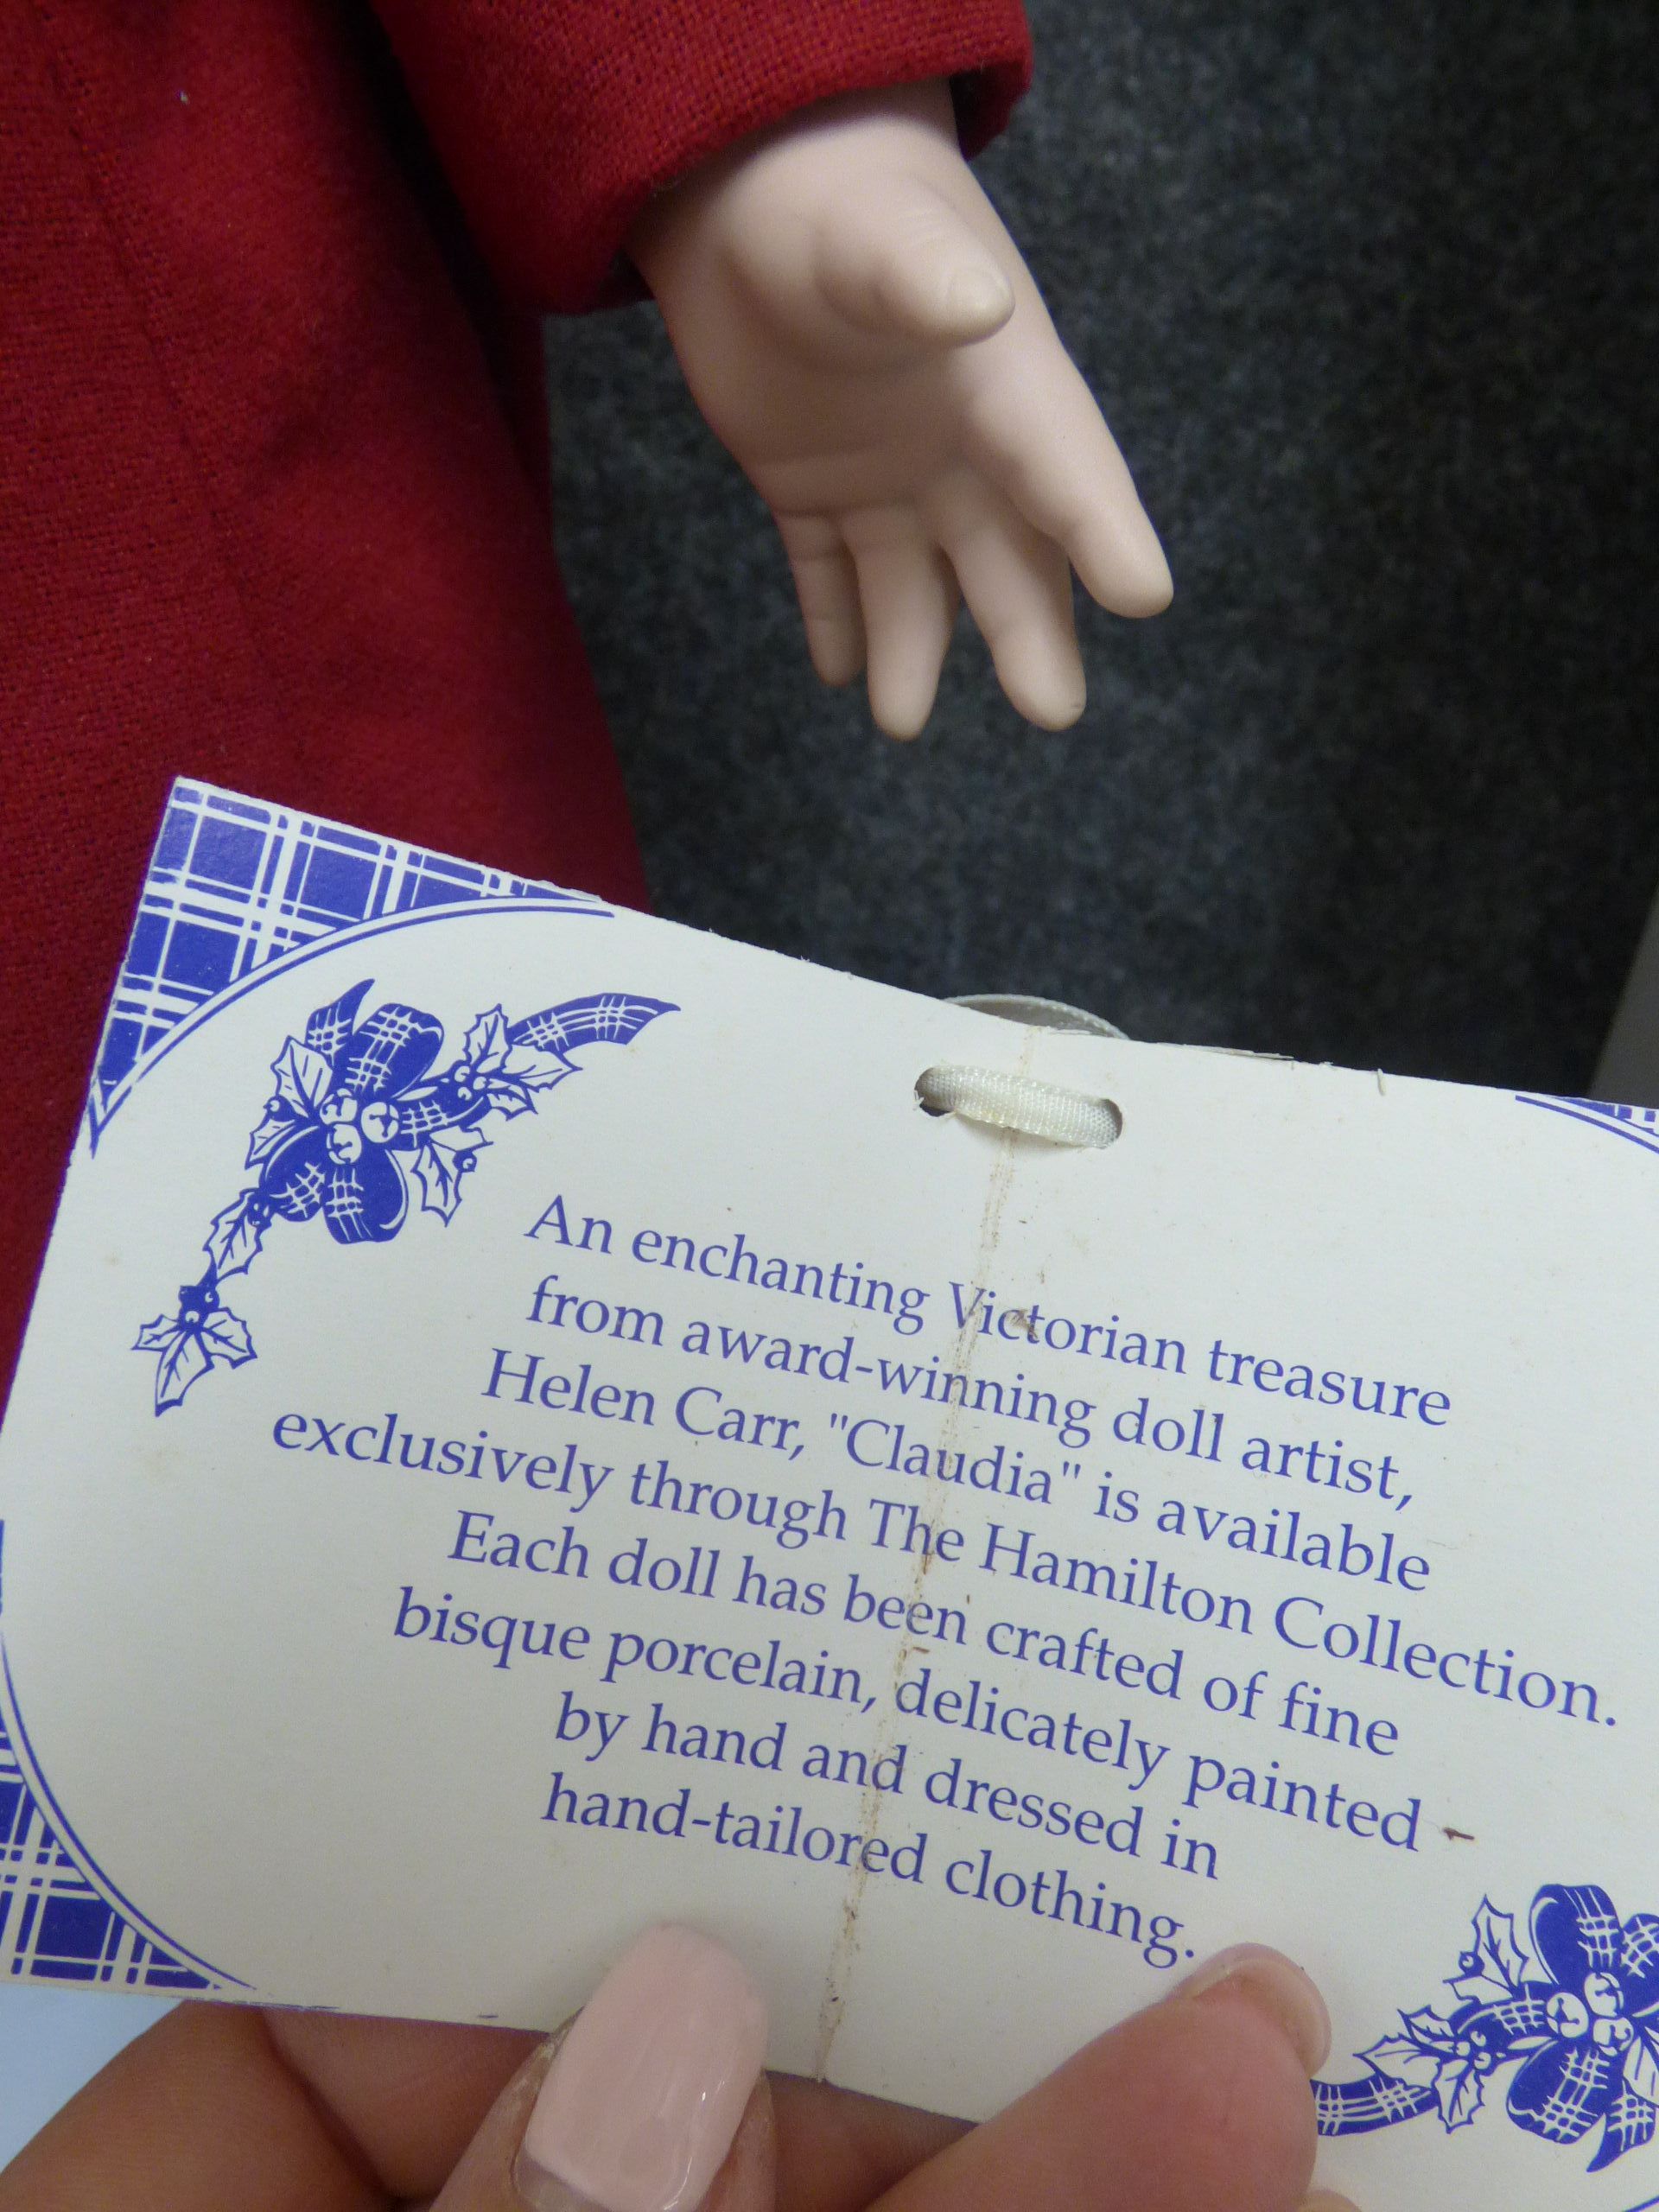 An enchanting Victorian treasure
from award-winning doll artist,
Helen Carr, "Claudia" is available
exclusively through The Hamilton Collection.
Each doll has been crafted of fine
bisque porcelain, delicately painted
by hand and dressed in
hand-tailored clothing.